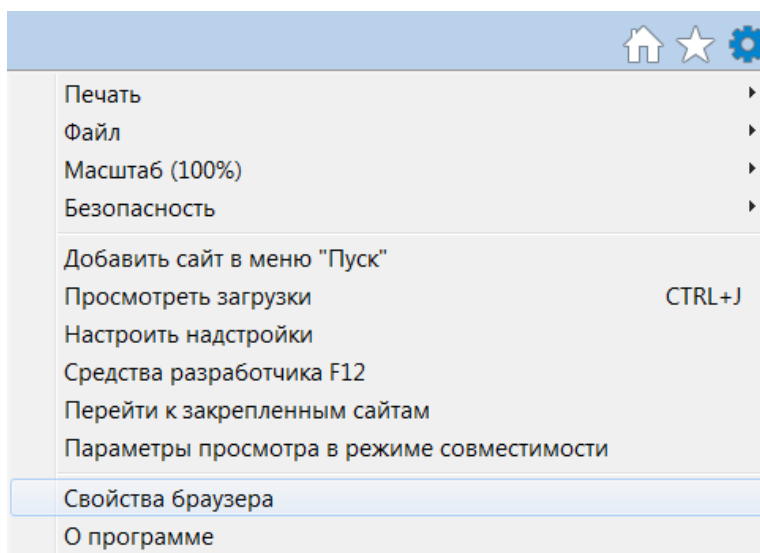 Печать
Файл
Масштаб (100%)
Безопасность
Добавить сайт в меню "Пуск"
Просмотреть загрузки CTRL+J
Настроить надстройки
Средства разработчика F12
Перейти к закрепленным сайтам
Параметры просмотра в режиме совместимости
Свойства браузера
О программе